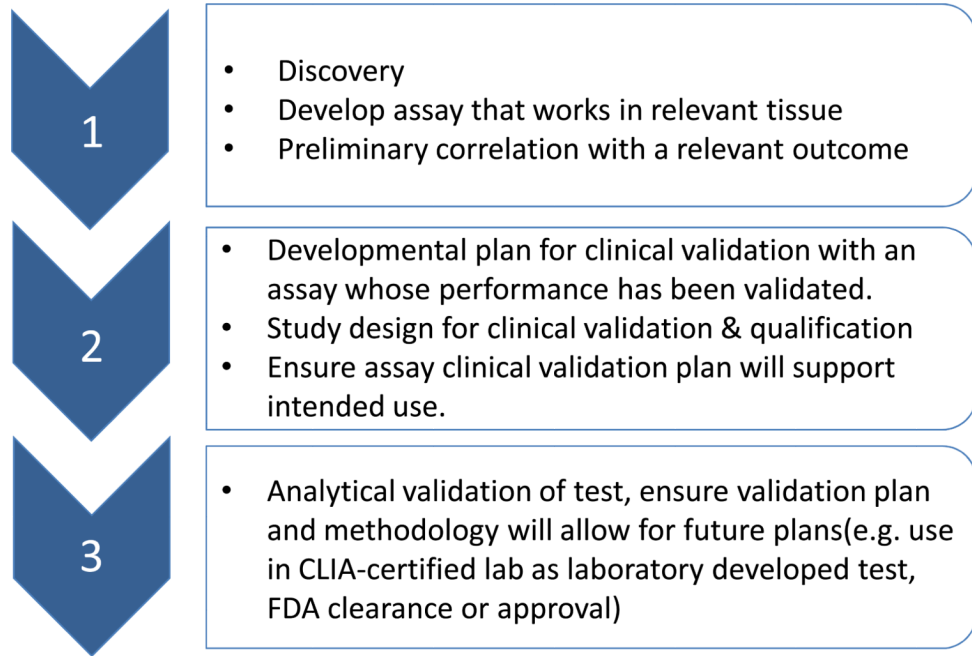 1
• Discovery
• Develop assay that works in relevant tissue
• Preliminary correlation with a relevant outcome
2
• Developmental plan for clinical validation with an
assay whose performance has been validated.
• Study design for clinical validation & qualification
• Ensure assay clinical validation plan will support
intended use.
3
• Analytical validation of test, ensure validation plan
and methodology will allow for future plans(e.g. use
in CLIA-certified lab as laboratory developed test,
FDA clearance or approval)